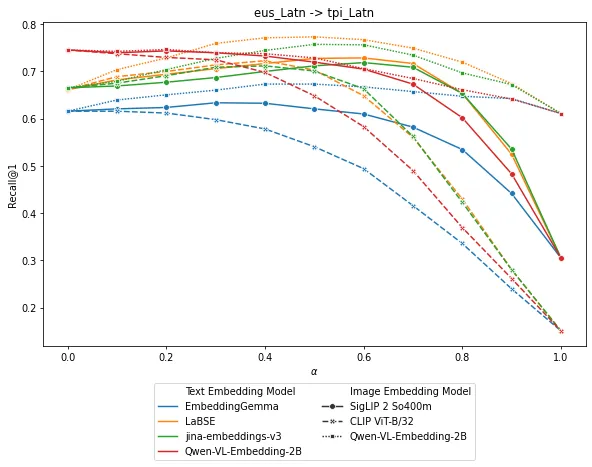 eus_Latn -> tpi_Latn
Recall@1
0.8
0.7
0.6
0.5
0.4
0.3
0.2
0.0 0.2 0.4 0.6 0.8 1.0
α
Text Embedding Model Image Embedding Model
EmbeddingGemma SigLIP 2 So400m
LaBSE CLIP ViT-B/32
jina-embeddings-v3 Qwen-VL-Embedding-2B
Qwen-VL-Embedding-2B